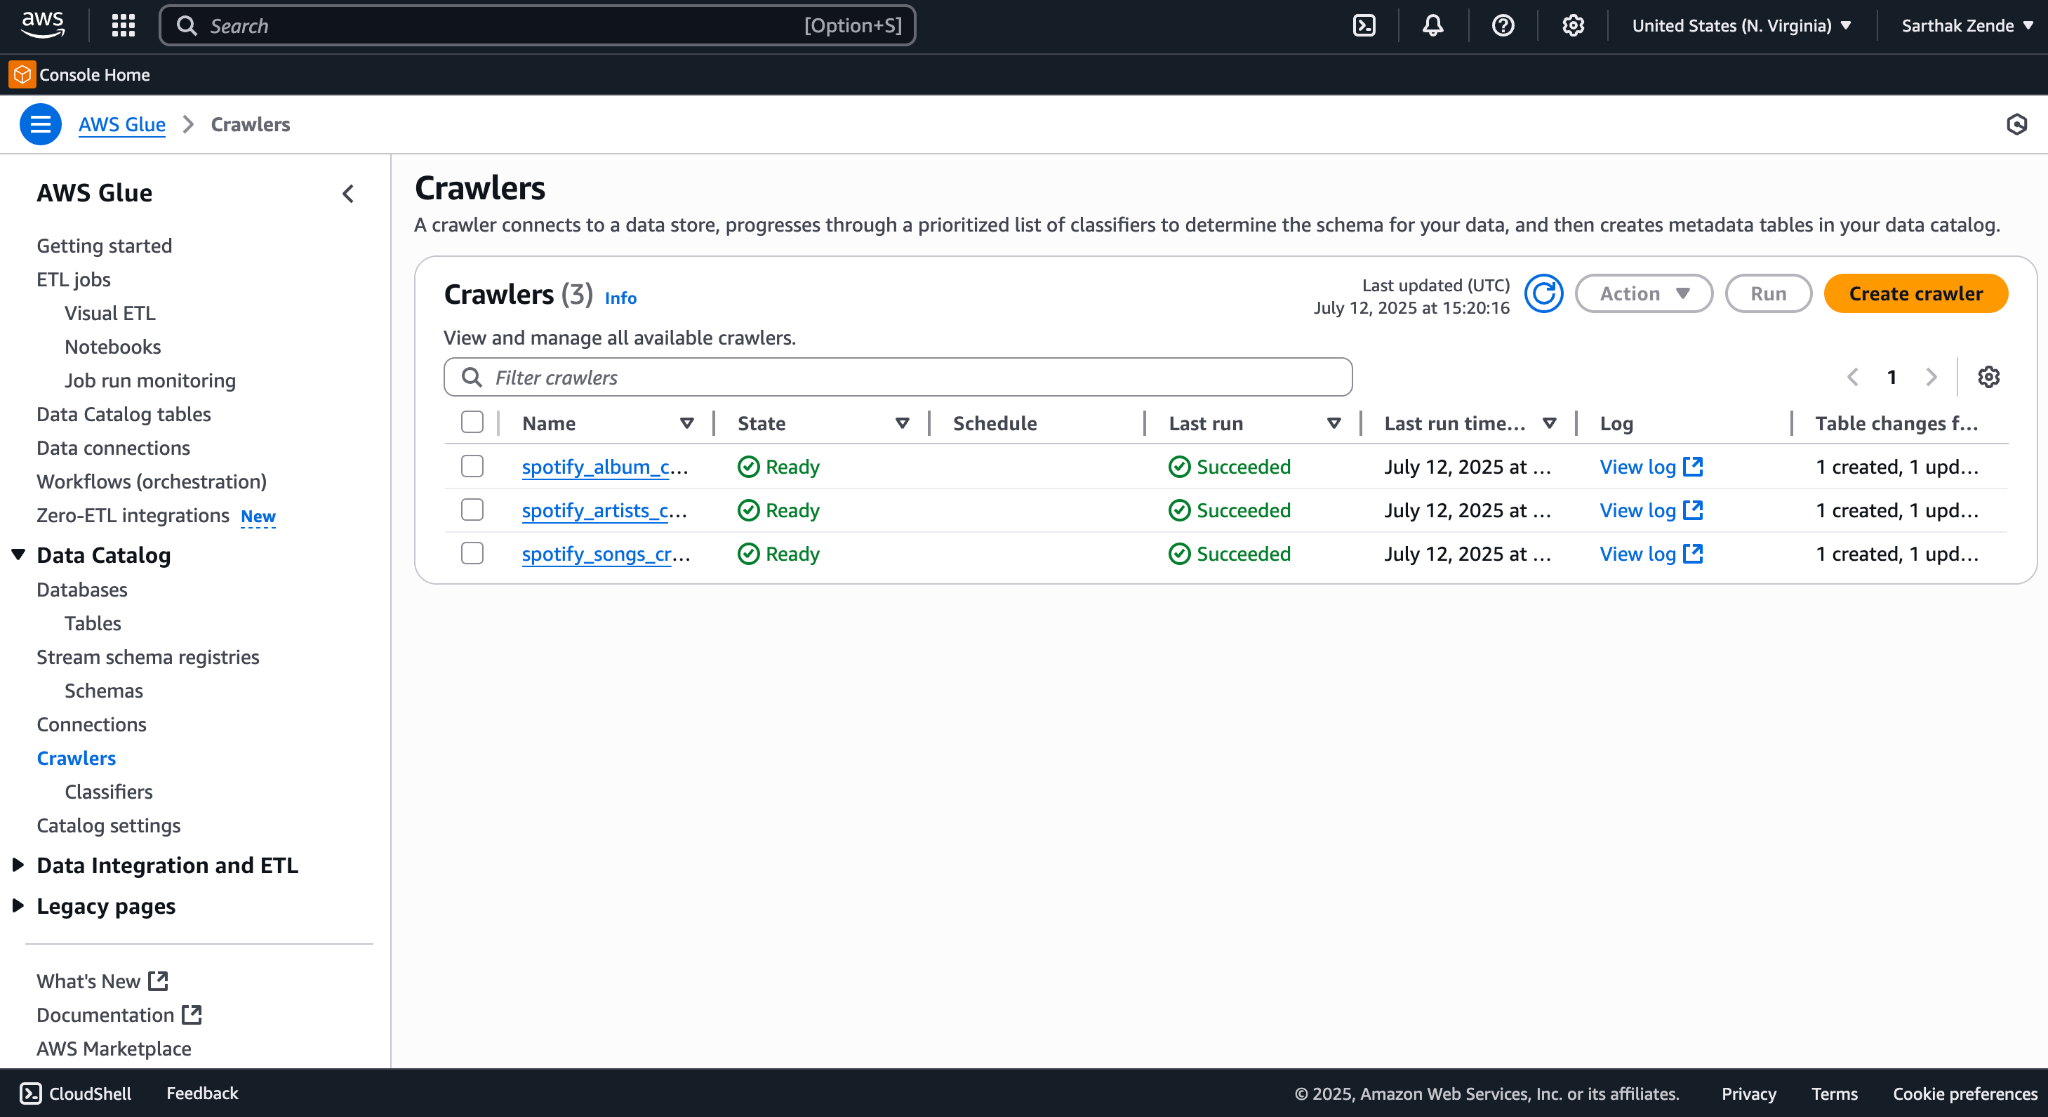 aws
Search [Option+S]
United States (N. Virginia)
Sarthak Zende
Console Home
AWS Glue
Crawlers
AWS Glue
Getting started
ETL jobs
Visual ETL
Notebooks
Job run monitoring
Data Catalog tables
Data connections
Workflows (orchestration)
Zero-ETL integrations New
Data Catalog
Databases
Tables
Stream schema registries
Schemas
Connections
Crawlers
Classifiers
Catalog settings
Data Integration and ETL
Legacy pages
What's New
Documentation
AWS Marketplace
Crawlers
A crawler connects to a data store, progresses through a prioritized list of classifiers to determine the schema for your data, and then creates metadata tables in your data catalog.
Crawlers (3) Info
Last updated (UTC)
July 12, 2025 at 15:20:16
Action
Run
Create crawler
View and manage all available crawlers.
Filter crawlers
1
Name State Schedule Last run Last run time... Log Table changes f...
spotify_album_c... Ready Succeeded July 12, 2025 at ... View log 1 created, 1 upd...
spotify_artists_c... Ready Succeeded July 12, 2025 at ... View log 1 created, 1 upd...
spotify_songs_cr... Ready Succeeded July 12, 2025 at ... View log 1 created, 1 upd...
CloudShell Feedback © 2025, Amazon Web Services, Inc. or its affiliates. Privacy Terms Cookie preferences